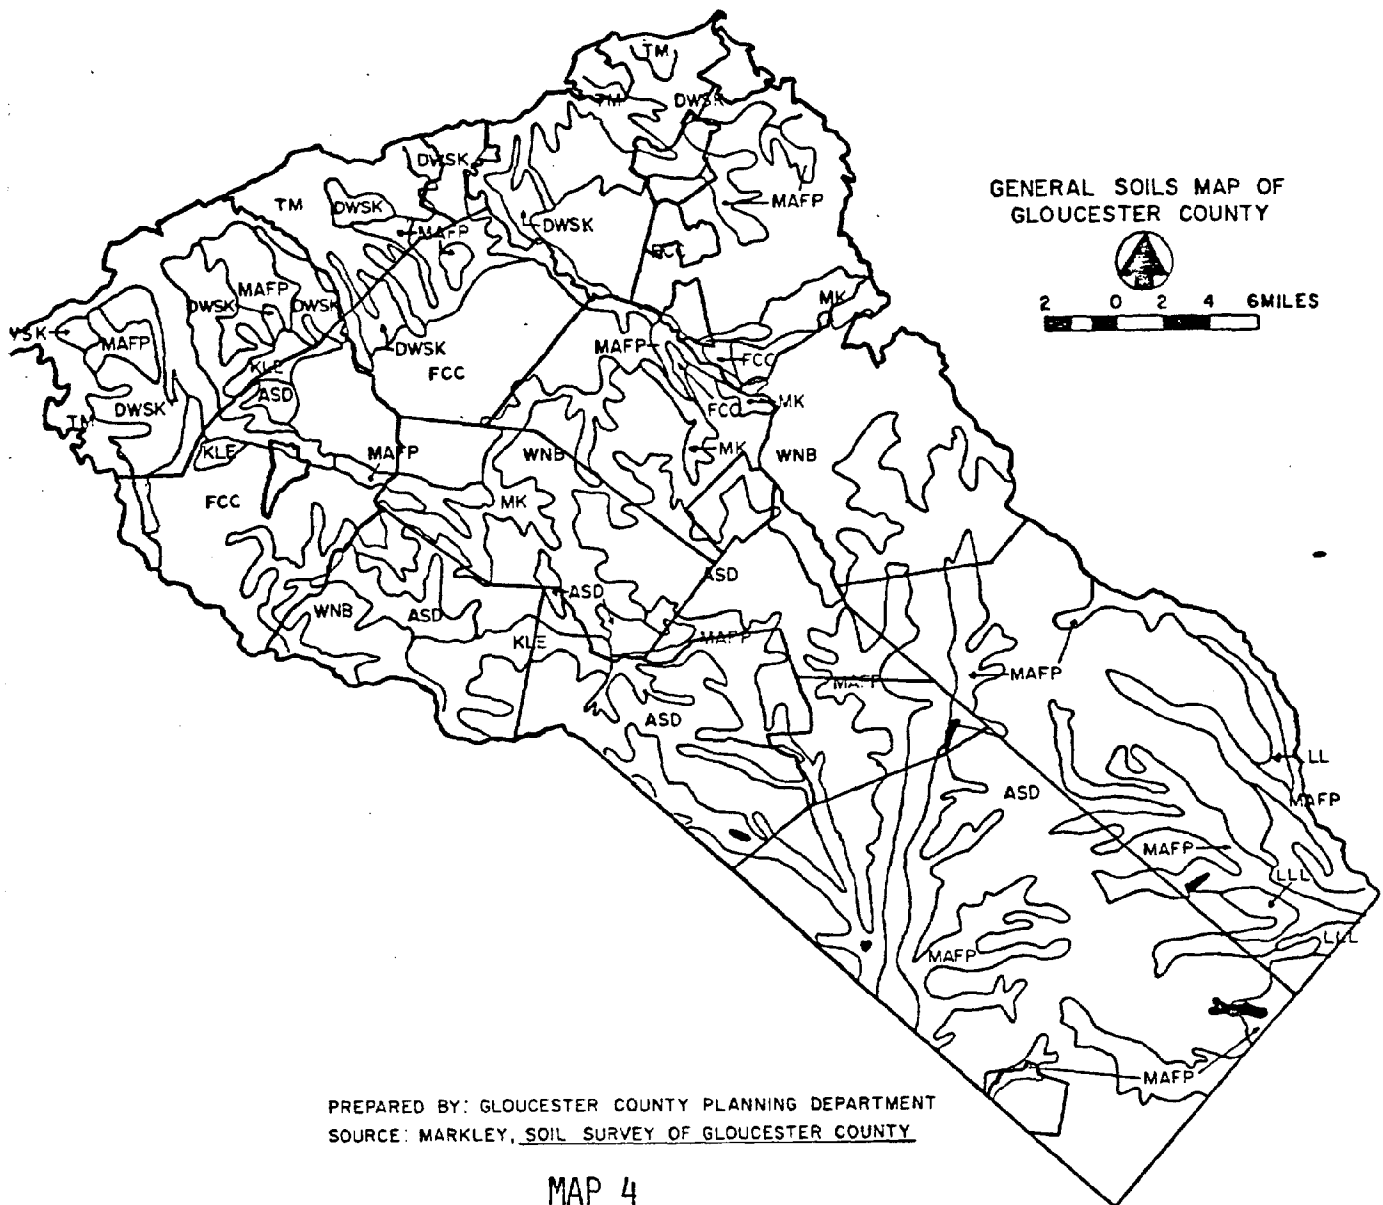 TM
TM
DWSK
DWSK
TM
DWSK
MAFP
MAFP
DWSK
FCC
GENERAL SOILS MAP OF
GLOUCESTER COUNTY
2 0 2 4 6MILES
MAFP
DWSK
DWSK
MK
MAFP
DWSK
MAFP
FCC
KLE
FCC
ASD
FCC
MK
TM
DWSK
KLE
MAFP
WNB
MK
WNB
FCC
MK
ASD
ASD
WNB
ASD
KLE
MAFP
MAFP
MAFP
ASD
LL
ASD
MAFP
MAFP
LLL
LLL
MAFP
MAFP
PREPARED BY: GLOUCESTER COUNTY PLANNING DEPARTMENT
SOURCE: MARKLEY, SOIL SURVEY OF GLOUCESTER COUNTY
MAP 4